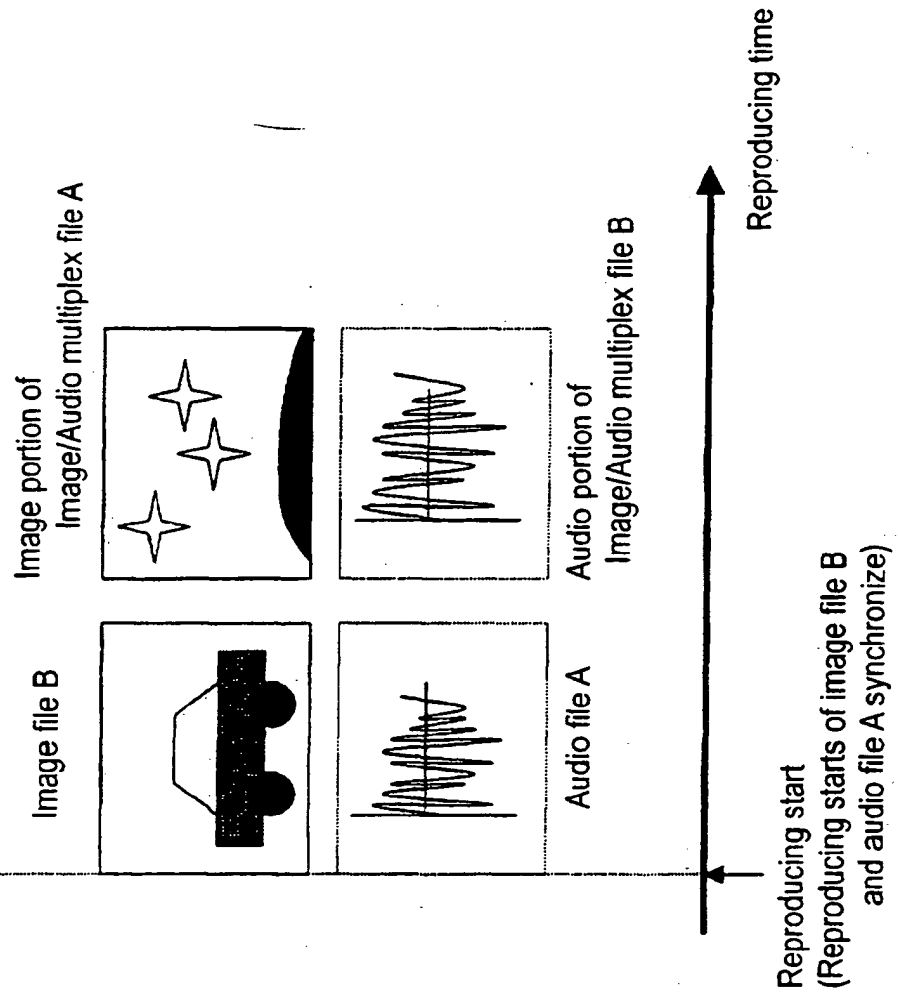 Image file B
Image portion of
Image/Audio multiplex file A
Audio file A
Audio portion of
Image/Audio multiplex file B
Reproducing time
Reproducing start
(Reproducing starts of image file B
and audio file A synchronize)